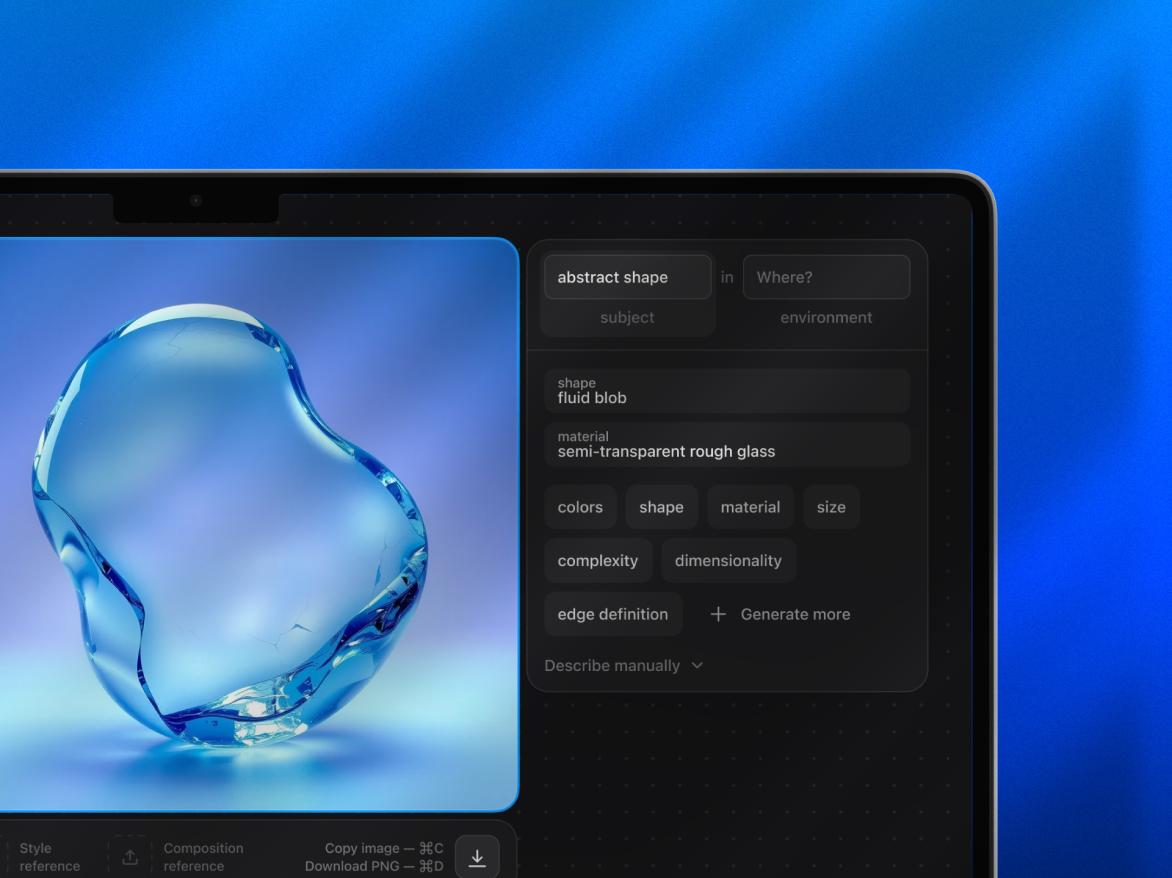 abstract shape in Where?
subject environment
shape
fluid blob
material
semi-transparent rough glass
colors shape material size
complexity dimensionality
edge definition + Generate more
Describe manually
Style
reference
Composition
reference
Copy image — ⌘C
Download PNG — ⌘D